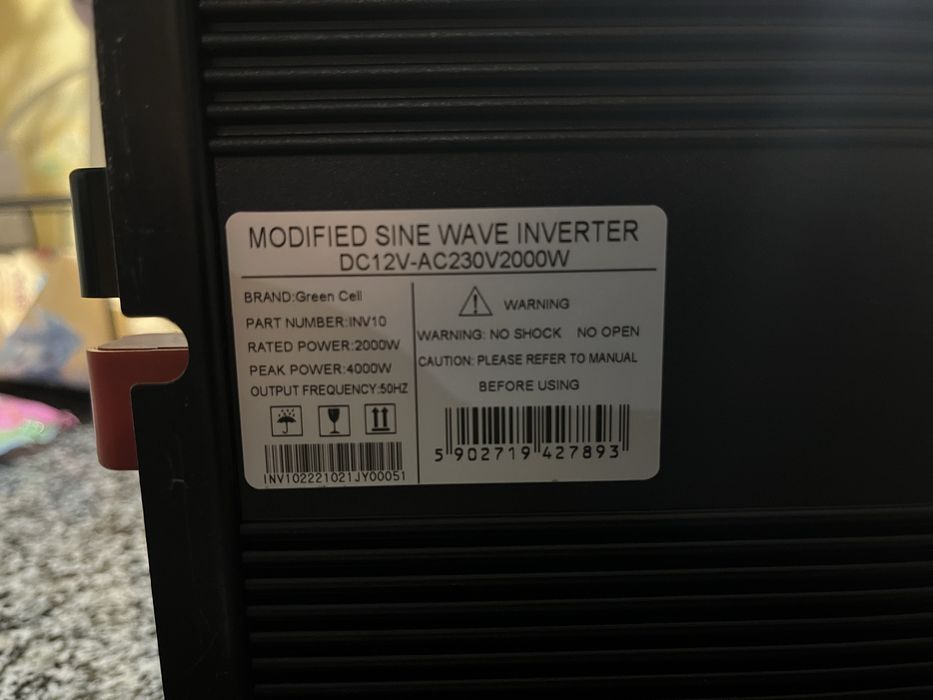 MODIFIED SINE WAVE INVERTER
DC12V-AC230V2000W
BRAND:Green Cell
PART NUMBER:INV10
RATED POWER:2000W
PEAK POWER:4000W
OUTPUT FREQUENCY:50HZ
INV102221021JY00051
WARNING
WARNING: NO SHOCK NO OPEN
CAUTION: PLEASE REFER TO MANUAL
BEFORE USING
5 902719 427893